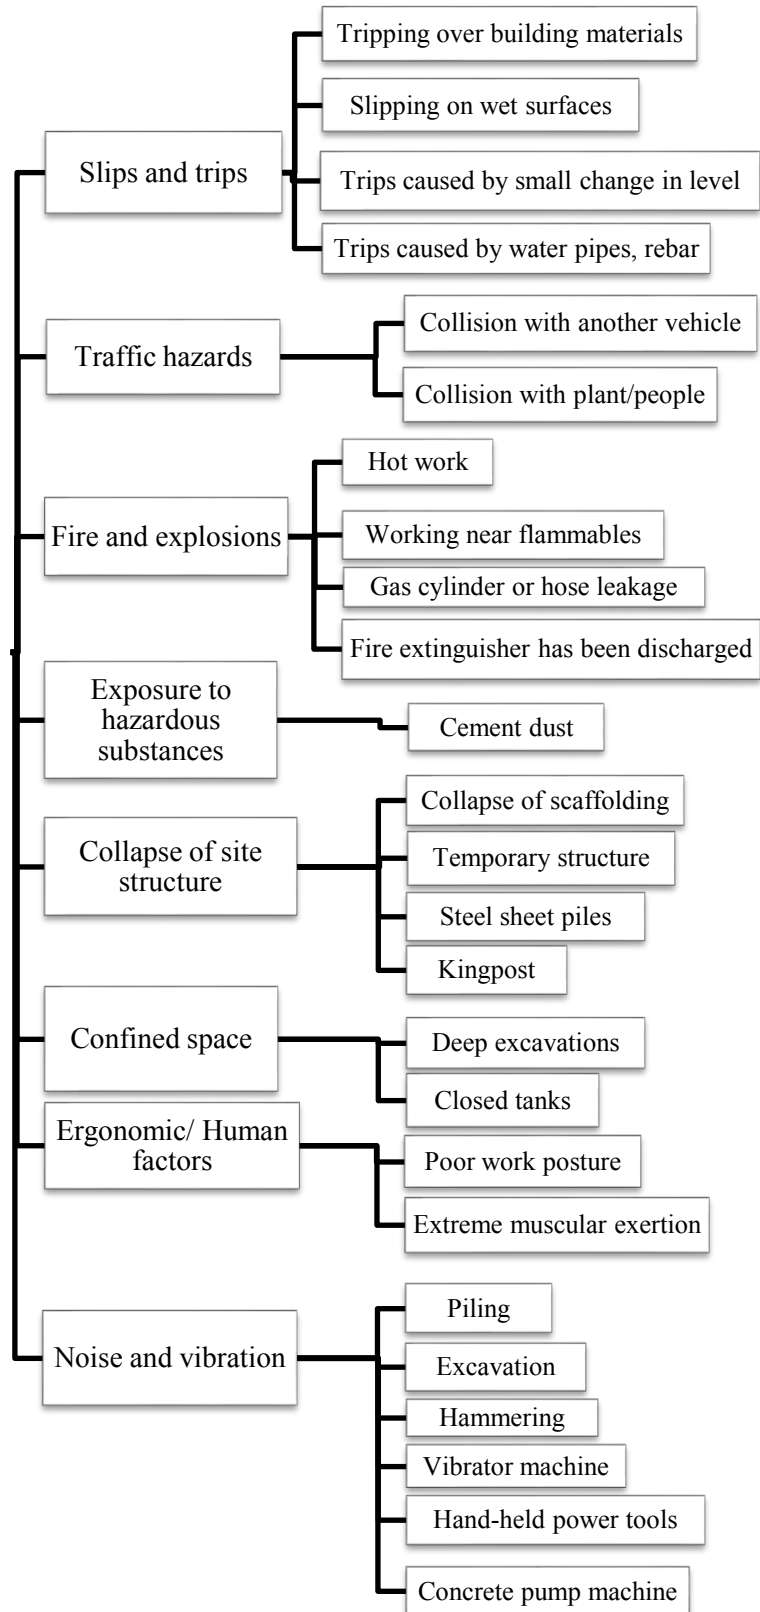 Slips and trips
Tripping over building materials
Slipping on wet surfaces
Trips caused by small change in level
Trips caused by water pipes, rebar
Traffic hazards
Collision with another vehicle
Collision with plant/people
Fire and explosions
Hot work
Working near flammables
Gas cylinder or hose leakage
Fire extinguisher has been discharged
Exposure to
hazardous
substances
Cement dust
Collapse of site
structure
Collapse of scaffolding
Temporary structure
Steel sheet piles
Kingpost
Confined space
Deep excavations
Closed tanks
Ergonomic/ Human
factors
Poor work posture
Extreme muscular exertion
Noise and vibration
Piling
Excavation
Hammering
Vibrator machine
Hand-held power tools
Concrete pump machine